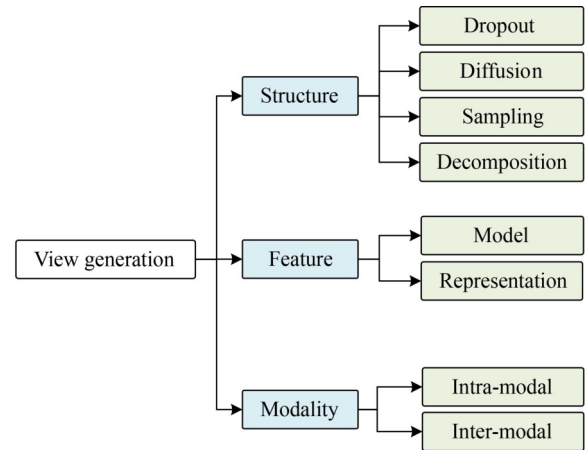 View generation
Structure
Dropout
Diffusion
Sampling
Decomposition
Feature
Model
Representation
Modality
Intra-modal
Inter-modal